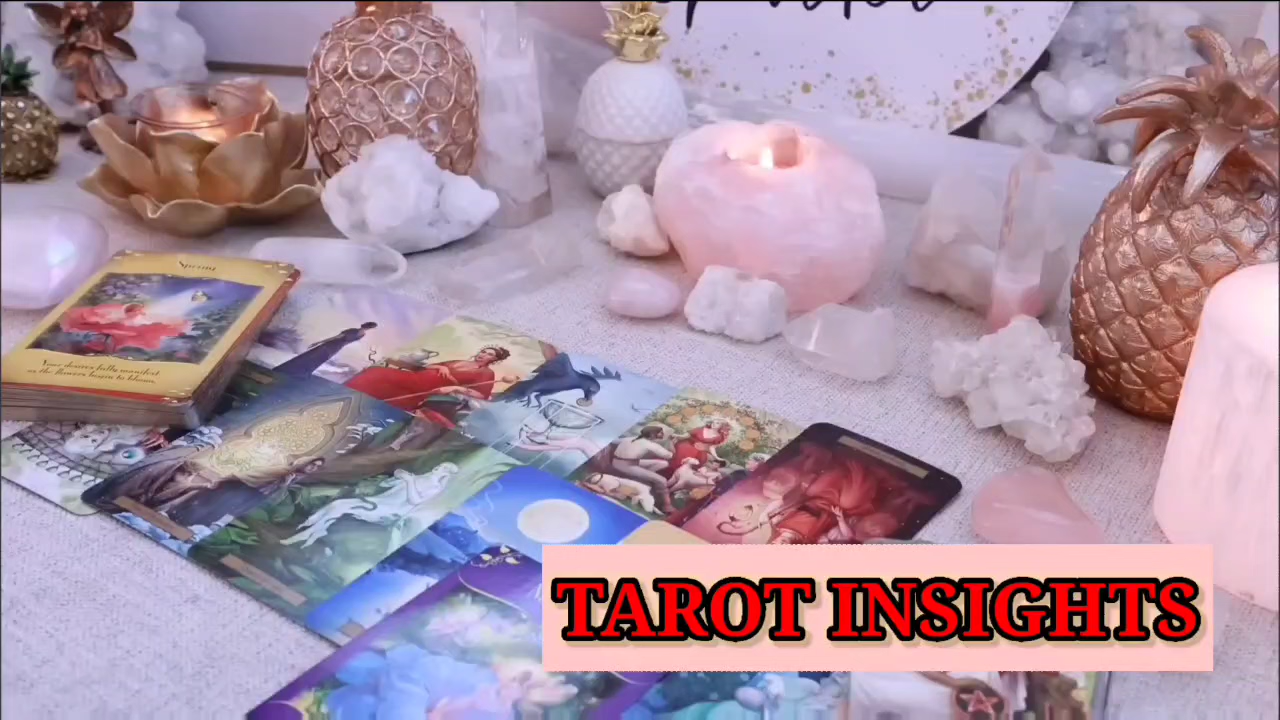 Spring
Your desires fully manifest
as the flowers begin to bloom.
TAROT INSIGHTS